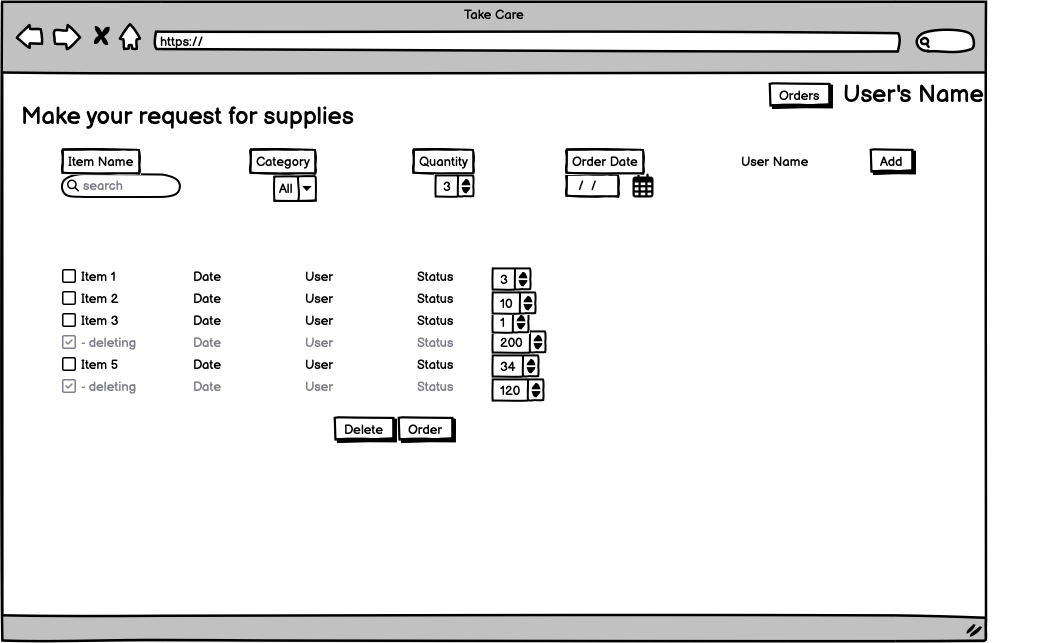 Take Care
https://
Orders User's Name
Make your request for supplies
Item Name Category Quantity Order Date User Name Add
search All 3 / /
Item 1 Date User Status 3
Item 2 Date User Status 10
Item 3 Date User Status 1
- deleting Date User Status 200
Item 5 Date User Status 34
- deleting Date User Status 120
Delete Order